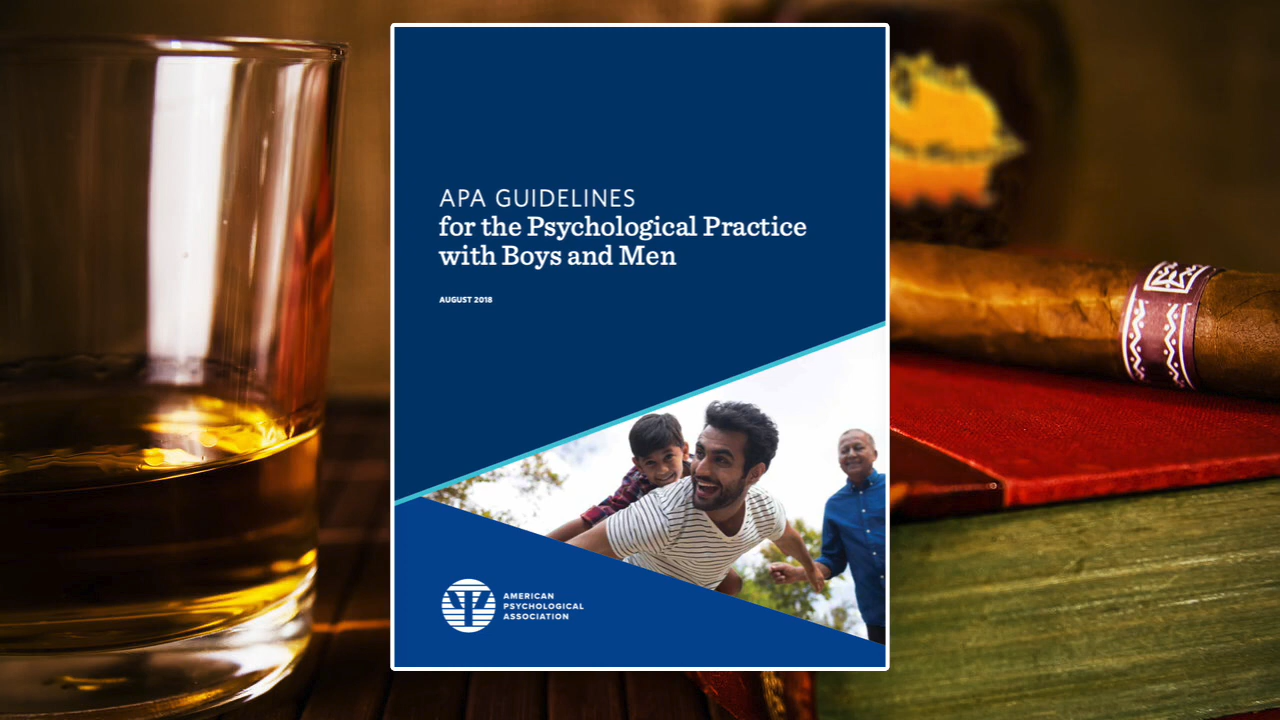 APA GUIDELINES
for the Psychological Practice
with Boys and Men
AUGUST 2018
AMERICAN
PSYCHOLOGICAL
ASSOCIATION